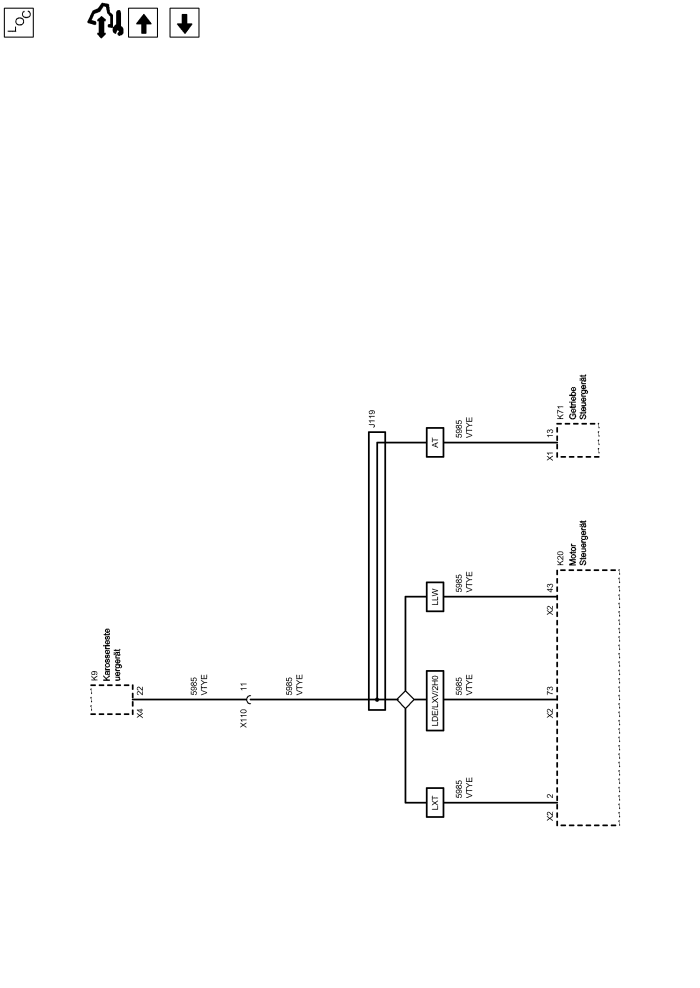 LOC
J119
K71
Getriebe
Steuergerät
AT
5985
VTYE
13
X1
K20
Motor
Steuergerät
LLW
5985
VTYE
43
X2
K9
Karosserieste
uergerät
22
X4
5985
VTYE
11
X110
5985
VTYE
LDE/LXV/2H0
5985
VTYE
73
X2
LXT
5985
VTYE
2
X2